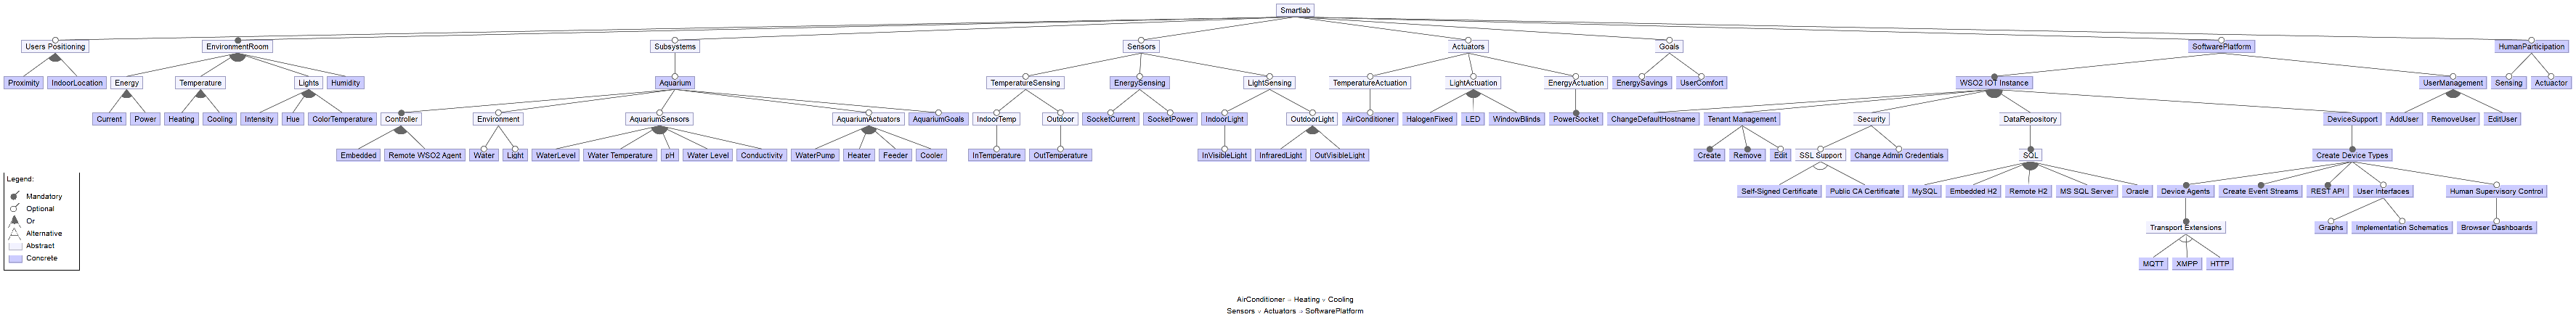 Smartlab
Users Positioning EnvironmentRoom Subsystems Sensors Actuators Goals SoftwarePlatform HumanParticipation
Proximity IndoorLocation Energy Temperature Lights Humidity Aquarium TemperatureSensing EnergySensing LightSensing TemperatureActuation LightActuation EnergyActuation EnergySavings UserComfort WSO2 IOT Instance UserManagement Sensing Actuactor
Current Power Heating Cooling Intensity Hue ColorTemperature Controller Environment AquariumSensors AquariumActuators AquariumGoals IndoorTemp Outdoor SocketCurrent SocketPower IndoorLight OutdoorLight AirConditioner HalogenFixed LED WindowBlinds PowerSocket ChangeDefaultHostname Tenant Management Security DataRepository DeviceSupport AddUser RemoveUser EditUser
Embedded Remote WSO2 Agent Water Light WaterLevel Water Temperature pH Water Level Conductivity WaterPump Heater Feeder Cooler InTemperature OutTemperature InVisibleLight InfraredLight OutVisibleLight Create Remove Edit SSL Support Change Admin Credentials SQL Create Device Types
Self-Signed Certificate Public CA Certificate MySQL Embedded H2 Remote H2 MS SQL Server Oracle Device Agents Create Event Streams REST API User Interfaces Human Supervisory Control
Transport Extensions Graphs Implementation Schematics Browser Dashboards
MQTT XMPP HTTP
Legend:
Mandatory
Optional
Or
Alternative
Abstract
Concrete
AirConditioner ⇒ Heating ∨ Cooling
Sensors ∨ Actuators ⇒ SoftwarePlatform